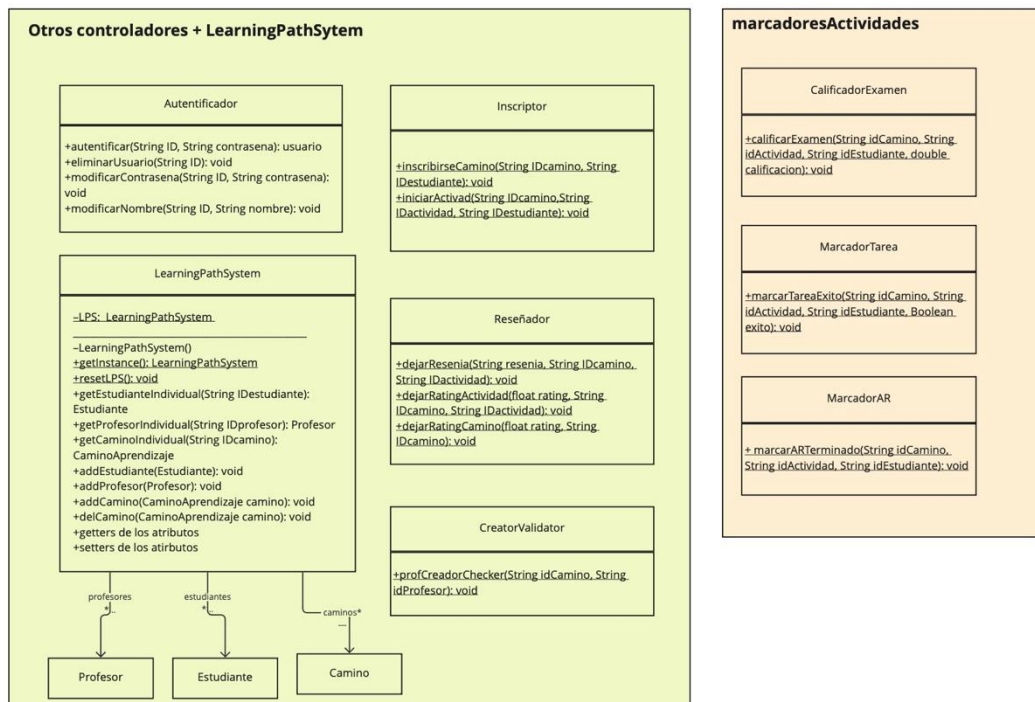 Otros controladores + LearningPathSytem
Autentificador
+autentificar(String ID, String contrasena): usuario
+eliminarUsuario(String ID): void
+modificarContrasena(String ID, String contrasena):
void
+modificarNombre(String ID, String nombre): void
Inscriptor
+inscribirseCamino(String IDcamino, String
IDestudiante): void
+iniciarActivad(String IDcamino,String
IDactividad, String IDestudiante): void
LearningPathSystem
–LPS: LearningPathSystem
–LearningPathSystem()
+getInstance(): LearningPathSystem
+resetLPS(): void
+getEstudianteIndividual(String IDestudiante):
Estudiante
+getProfesorIndividual(String IDprofesor): Profesor
+getCaminoIndividual(String IDcamino):
CaminoAprendizaje
+addEstudiante(Estudiante): void
+addProfesor(Profesor): void
+addCamino(CaminoAprendizaje camino): void
+delCamino(CaminoAprendizaje camino): void
+getters de los atributos
+setters de los atirbutos
Reseñador
+dejarResenia(String resenia, String IDcamino,
String IDactividad): void
+dejarRatingActividad(float rating, String
IDcamino, String IDactividad): void
+dejarRatingCamino(float rating, String
IDcamino): void
CreatorValidator
+profCreadorChecker(String idCamino, String
idProfesor): void
profesores
*..
estudiantes
*..
caminos*
Profesor
Estudiante
Camino
marcadoresActividades
CalificadorExamen
+calificarExamen(String idCamino, String
idActividad, String idEstudiante, double
calificacion): void
MarcadorTarea
+marcarTareaExito(String idCamino, String
idActividad, String idEstudiante, Boolean
exito): void
MarcadorAR
+ marcarARTerminado(String idCamino,
String idActividad, String idEstudiante): void